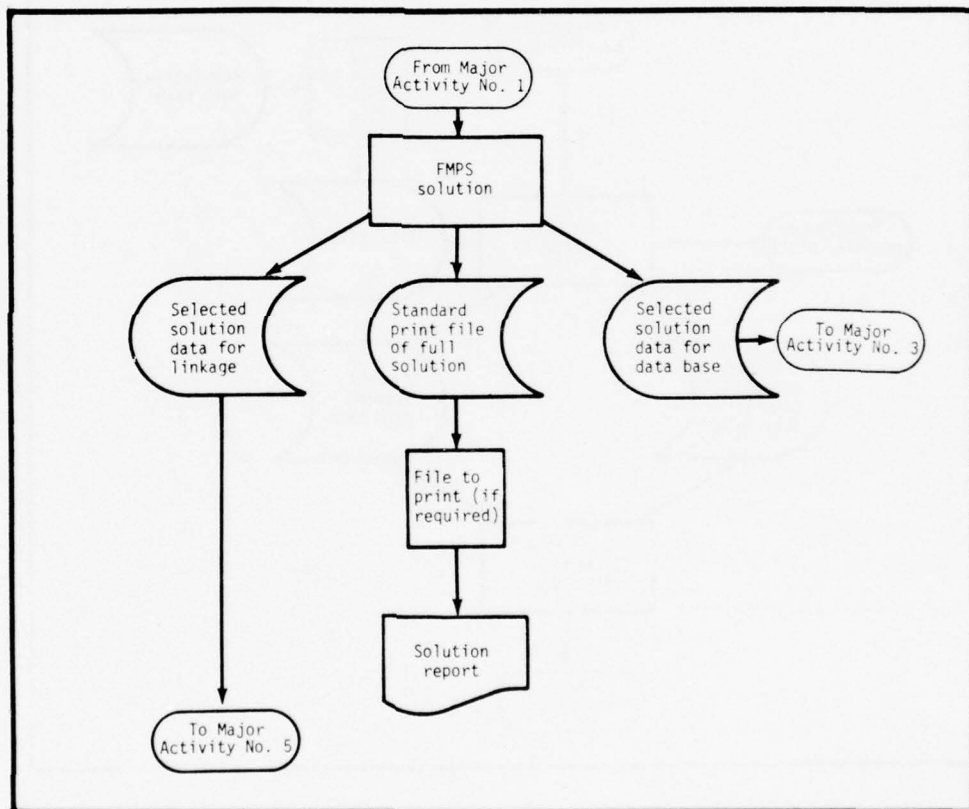 From Major
Activity No. 1
FMPS
solution
Selected
solution
data for
linkage
Standard
print file
of full
solution
Selected
solution
data for
data base
To Major
Activity No. 3
File to
print (if
required)
Solution
report
To Major
Activity No. 5